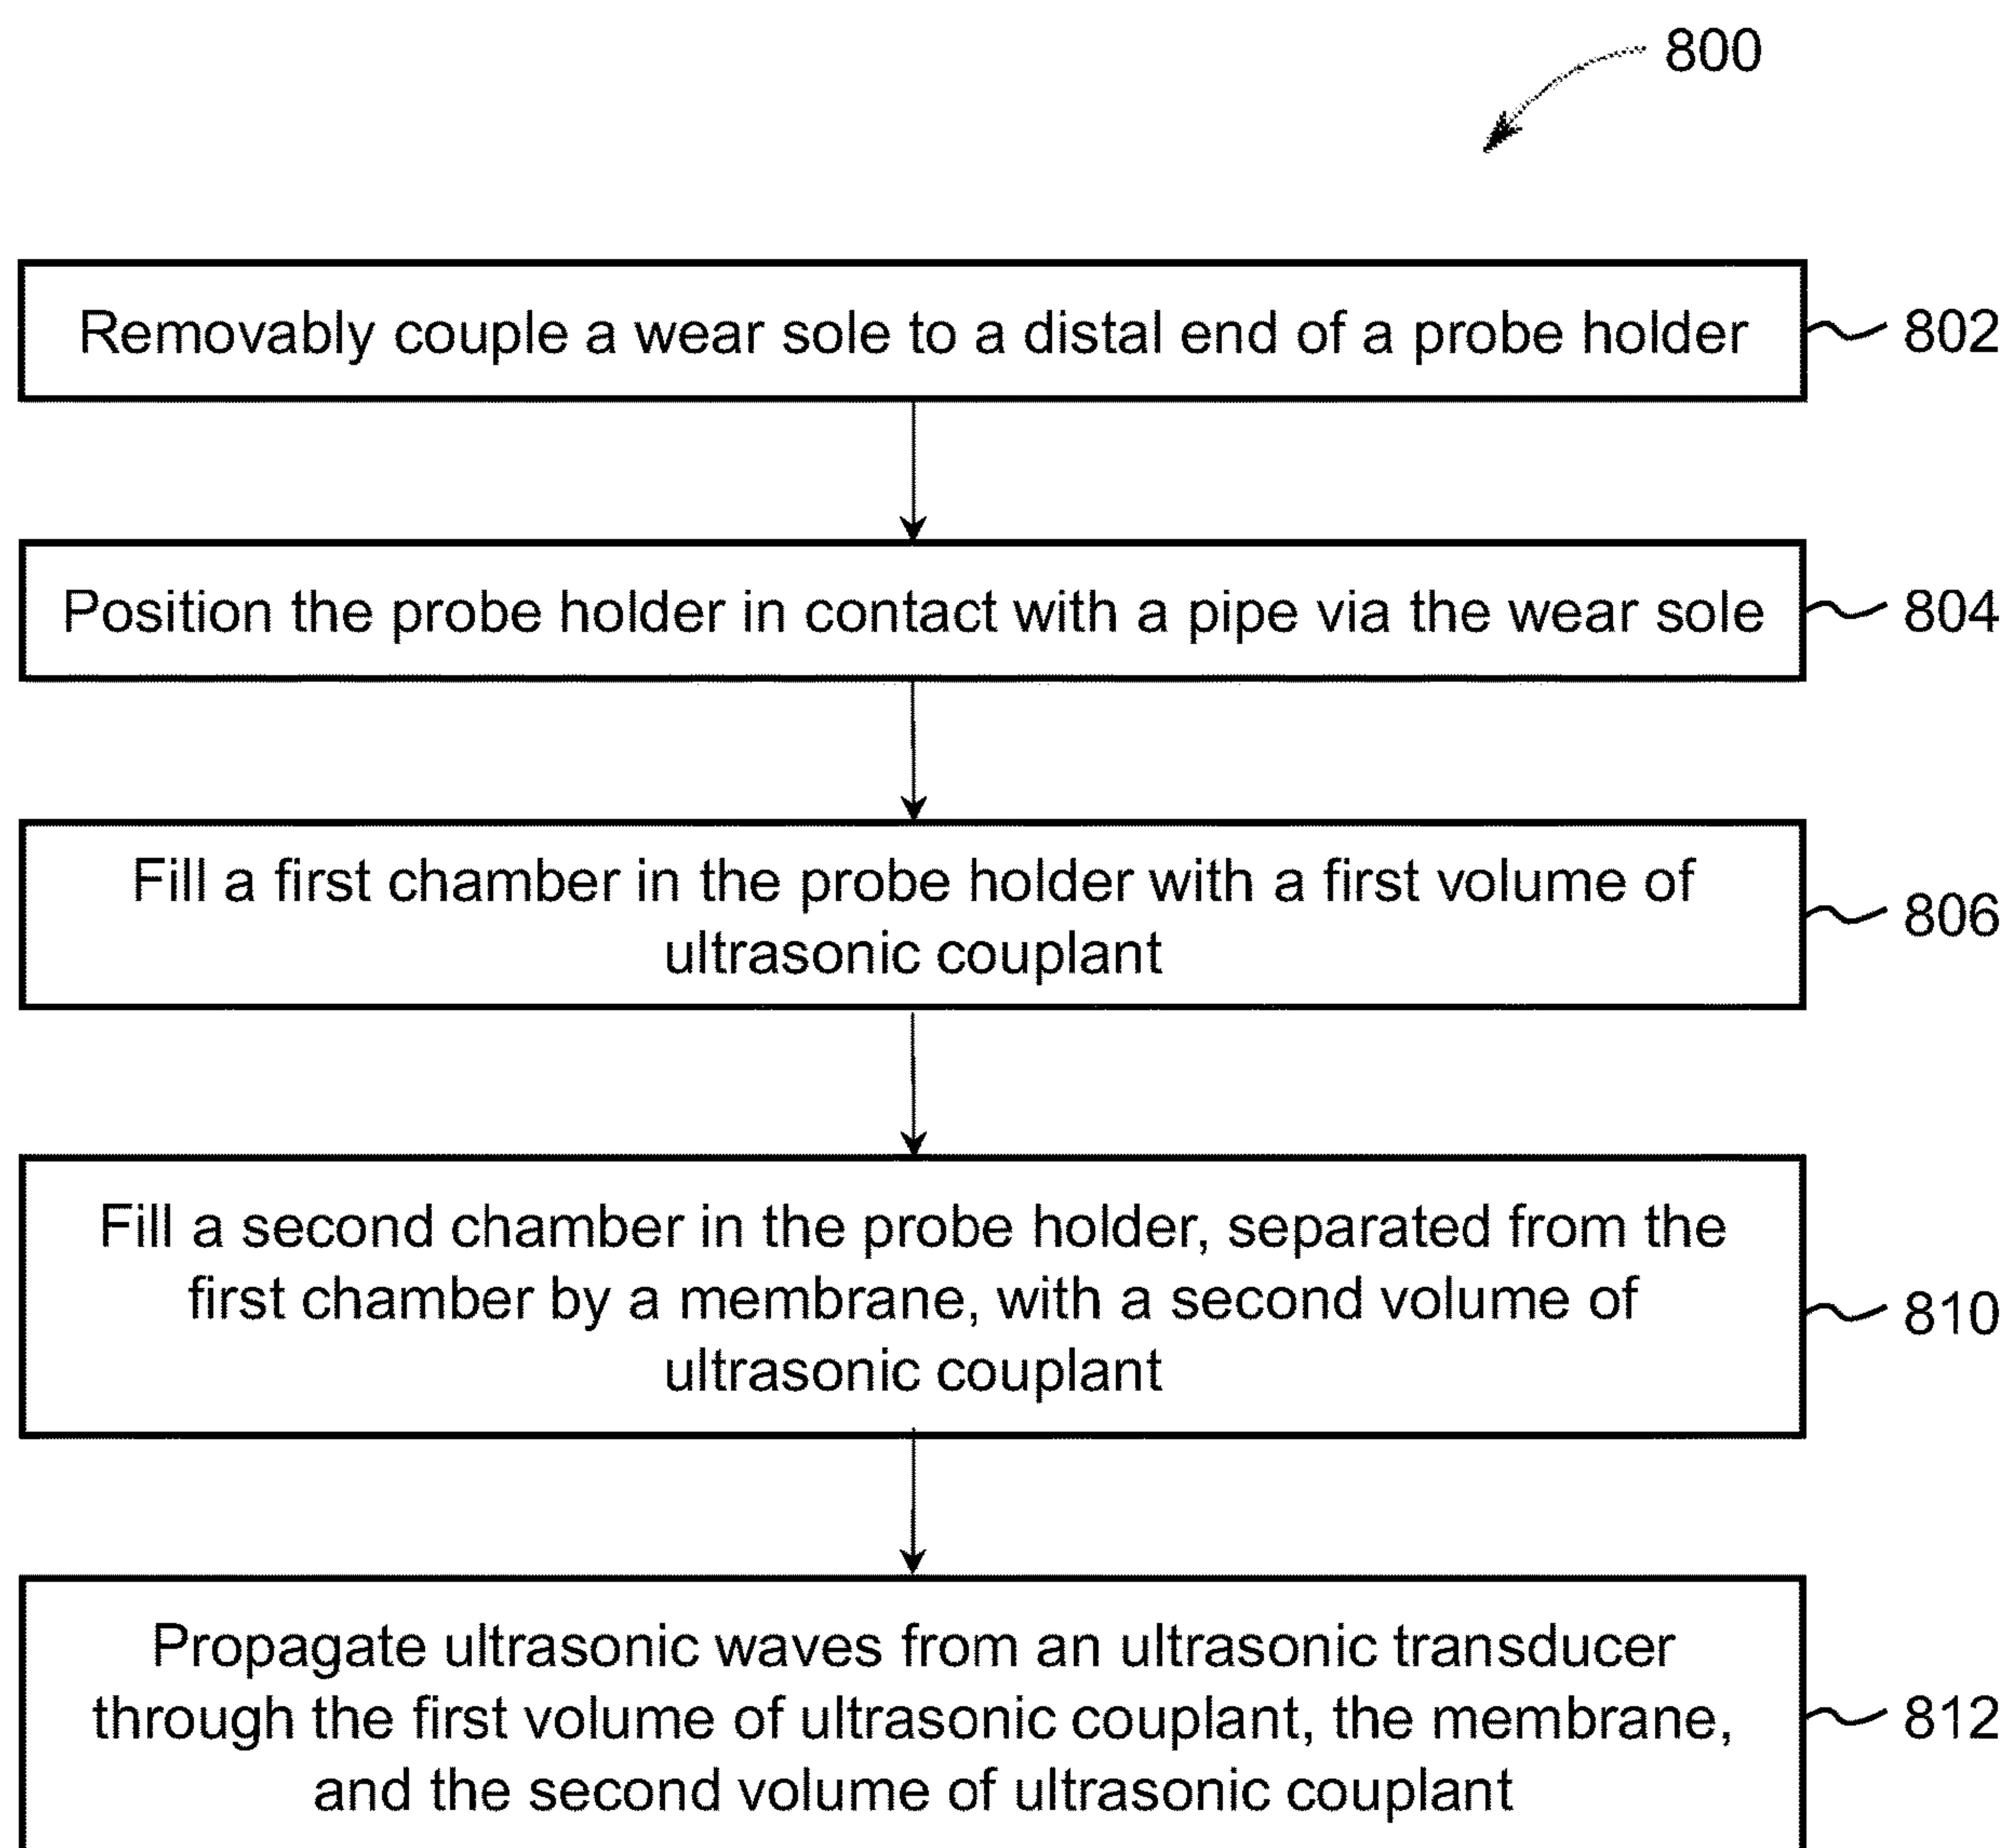 800
Removably couple a wear sole to a distal end of a probe holder
802
Position the probe holder in contact with a pipe via the wear sole
804
Fill a first chamber in the probe holder with a first volume of
ultrasonic couplant
806
Fill a second chamber in the probe holder, separated from the
first chamber by a membrane, with a second volume of
ultrasonic couplant
810
Propagate ultrasonic waves from an ultrasonic transducer
through the first volume of ultrasonic couplant, the membrane,
and the second volume of ultrasonic couplant
812